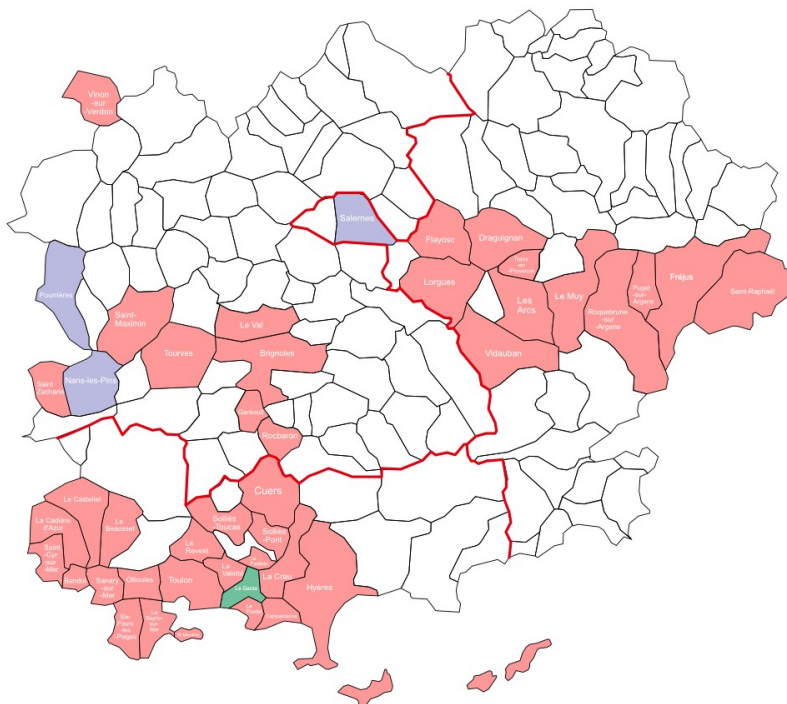 Vinon
-sur
-Verdon
Salernes
Flayosc
Draguignan
Trans
-en
-Provence
Pourrières
Lorgues
Les
Arcs
Le Muy
Roquebrune
-sur
-Argens
Puget
-sur-
Argens
Fréjus
Saint-Raphaël
Saint-
Maximin
Le Val
Tourves
Brignoles
Vidauban
Saint
Zacharie
Nans-les-Pins
Garéoult
Rocbaron
Cuers
Le Castellet
La Cadière
d'Azur
Le
Beausset
Solliès
-Toucas
Solliès
-Pont
Saint
-Cyr
-sur
-Mer
Le
Revest
La
Valette
La Farlède
Bandol
Sanary
-sur
-Mer
Ollioules
Toulon
La Garde
La Crau
Hyères
Le
Pradet
Carqueiranne
Six-
Fours
-les
-Plages
La
Seyne
-sur
-Mer